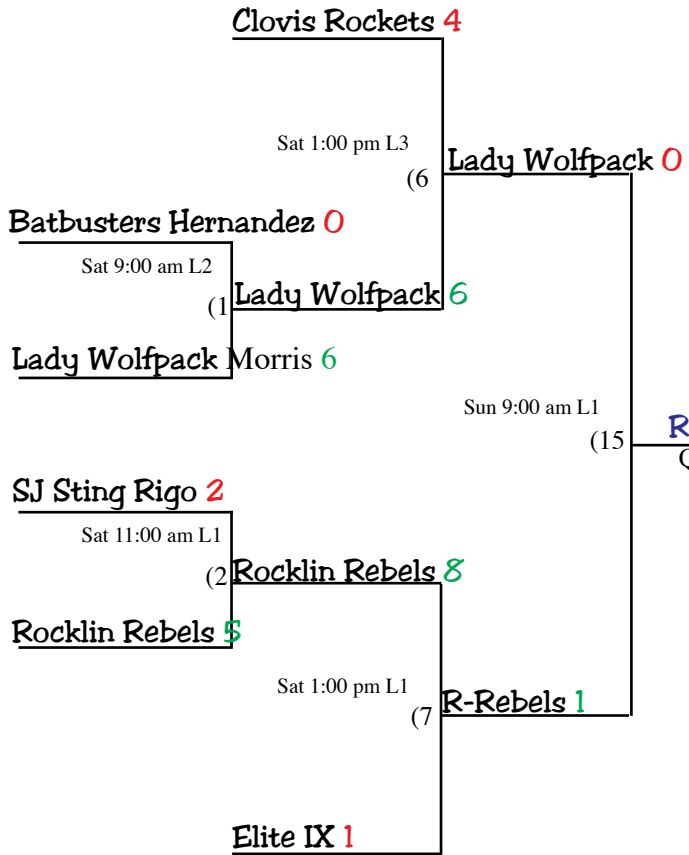 Clovis Rockets 4
Sat 1:00 pm L3
(6
Lady Wolfpack 0
Batbusters Hernandez 0
Sat 9:00 am L2
(1
Lady Wolfpack 6
Lady Wolfpack Morris 6
Sun 9:00 am L1
(15
R
Q
SJ Sting Rigo 2
Sat 11:00 am L1
(2
Rocklin Rebels 8
Rocklin Rebels 5
Sat 1:00 pm L1
(7
R-Rebels 1
Elite IX 1